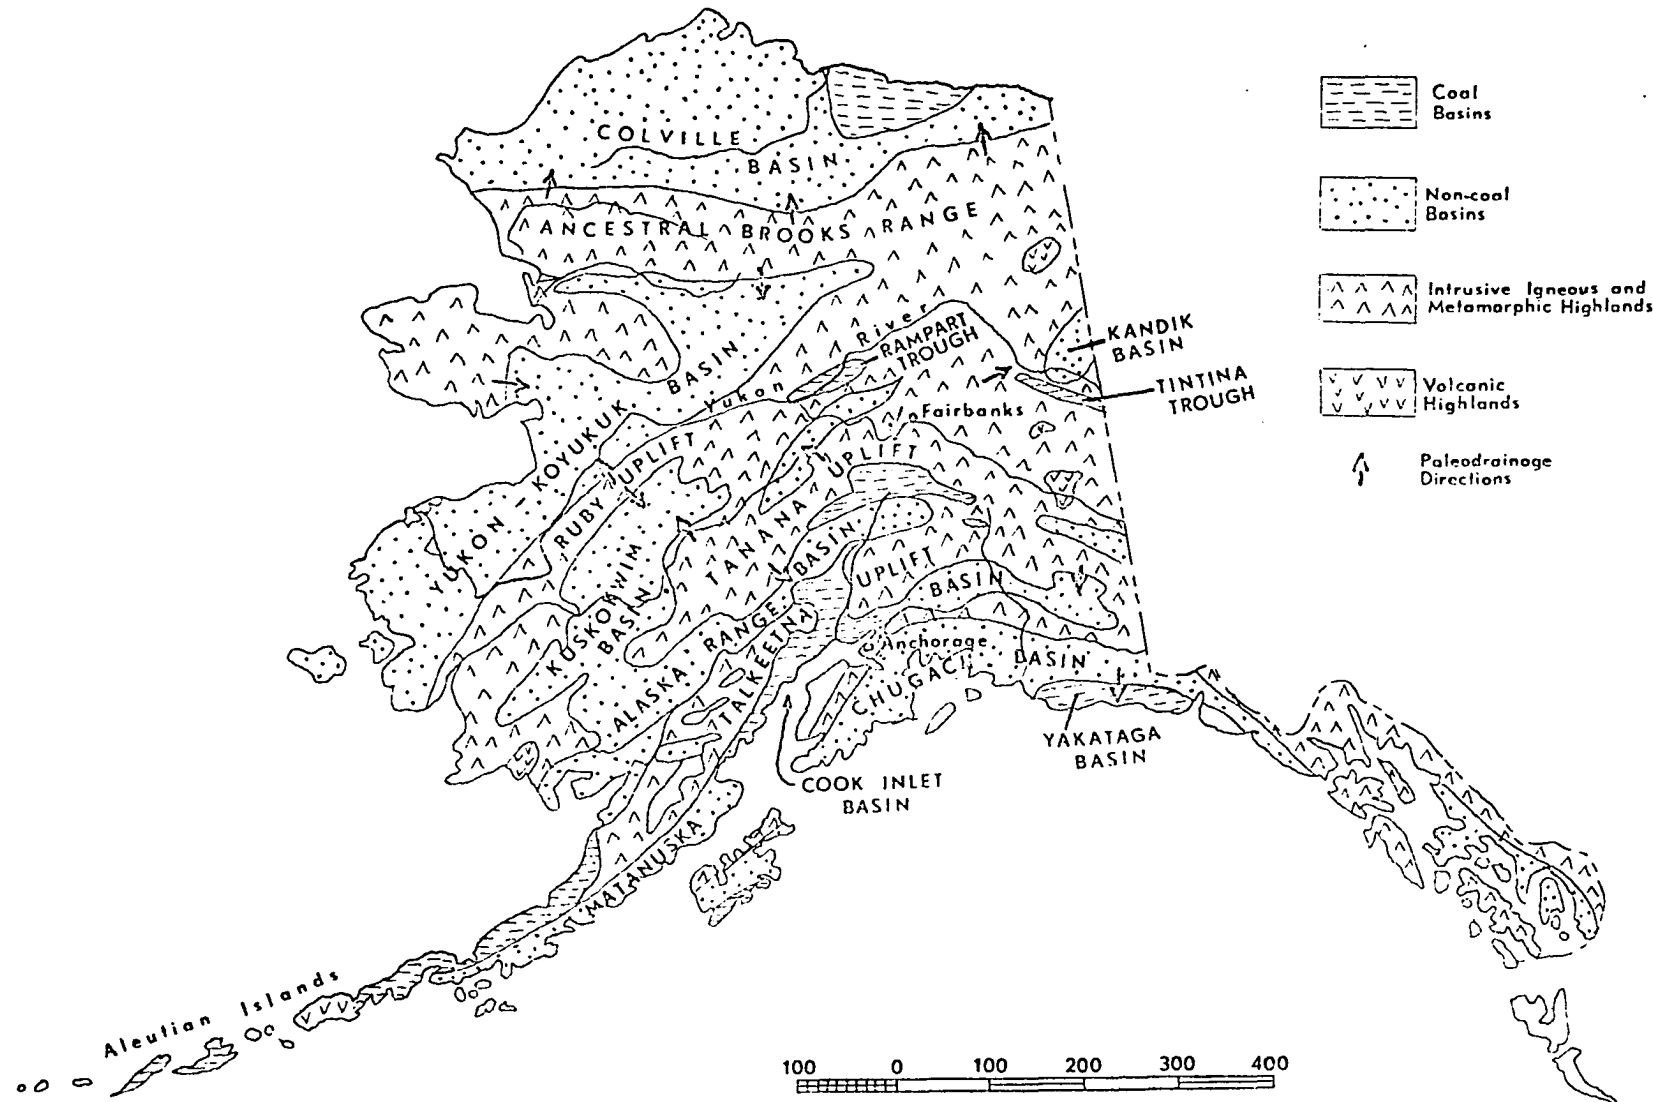 Coal
Basins
COLVILLE
BASIN
Non-coal
Basins
ANCESTRAL BROOKS RANGE
Intrusive Igneous and
Metamorphic Highlands
River
RAMPART
TROUGH
KANDIK
BASIN
TINTINA
TROUGH
Volcanic
Highlands
Yukon
Fairbanks
YUKON - KOYUKUK BASIN
RUBY UPLIFT
Paleodrainage
Directions
TANANA UPLIFT
KUSKOKWIM
BASIN
ALASKA RANGE BASIN
TALKEETNA UPLIFT
MATANUSKA BASIN
Anchorage
CHUGACH BASIN
YAKATAGA
BASIN
COOK INLET
BASIN
Aleutian Islands
100 0 100 200 300 400